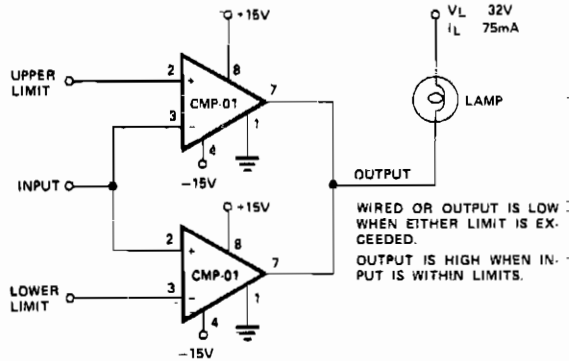 +15V
V_L 32V
i_L 75mA
UPPER LIMIT
2
+
8
7
CMP-01
LAMP
3
−
1
4
INPUT
−15V
OUTPUT
+15V
WIRED OR OUTPUT IS LOW
WHEN EITHER LIMIT IS EX-
CEEDED.
OUTPUT IS HIGH WHEN IN-
PUT IS WITHIN LIMITS.
2
+
8
7
CMP-01
LOWER LIMIT
3
−
1
4
−15V